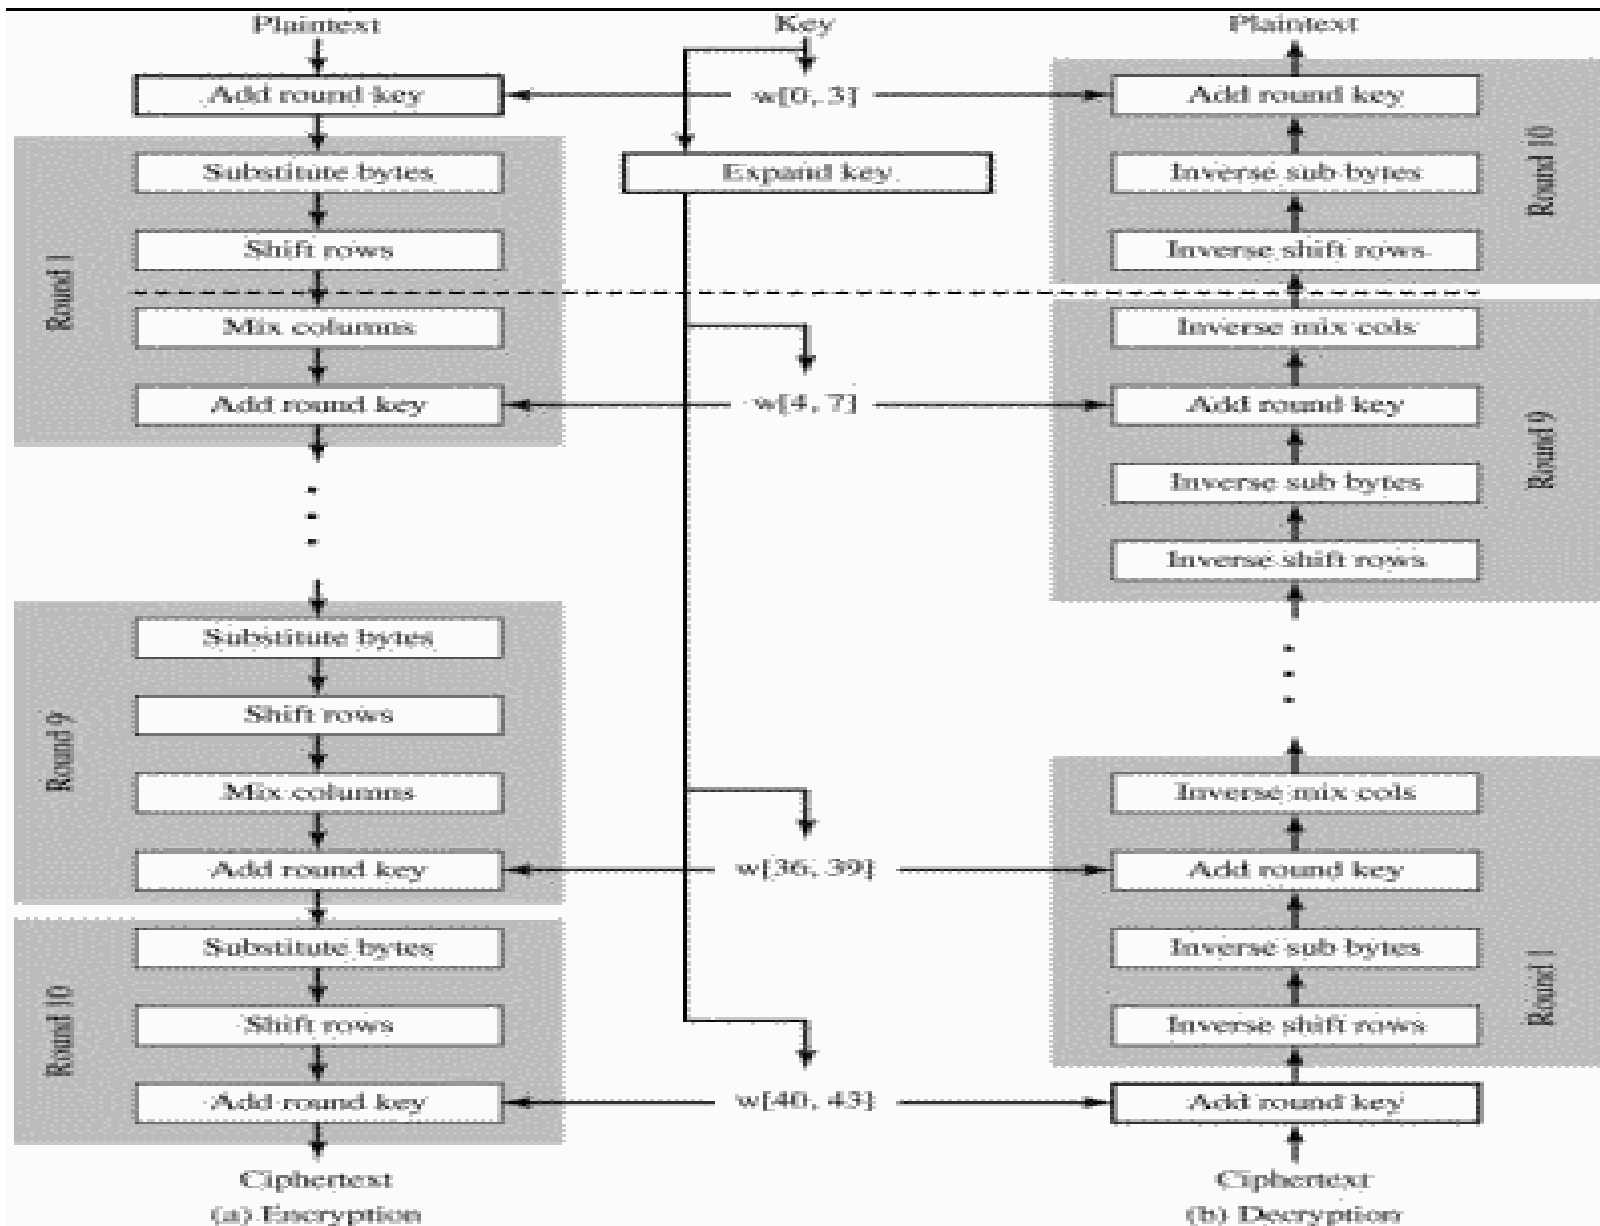 Plaintext
Add round key
Round 1
Substitute bytes
Shift rows
Mix columns
Add round key
Round 9
Substitute bytes
Shift rows
Mix columns
Add round key
Round 10
Substitute bytes
Shift rows
Add round key
Ciphertext
(a) Encryption
Key
w[0, 3]
Expand key
w[4, 7]
w[36, 39]
w[40, 43]
Plaintext
Add round key
Inverse sub bytes
Inverse shift rows
Round 10
Inverse mix cols
Add round key
Inverse sub bytes
Inverse shift rows
Round 9
Inverse mix cols
Add round key
Inverse sub bytes
Inverse shift rows
Round 1
Add round key
Ciphertext
(b) Decryption